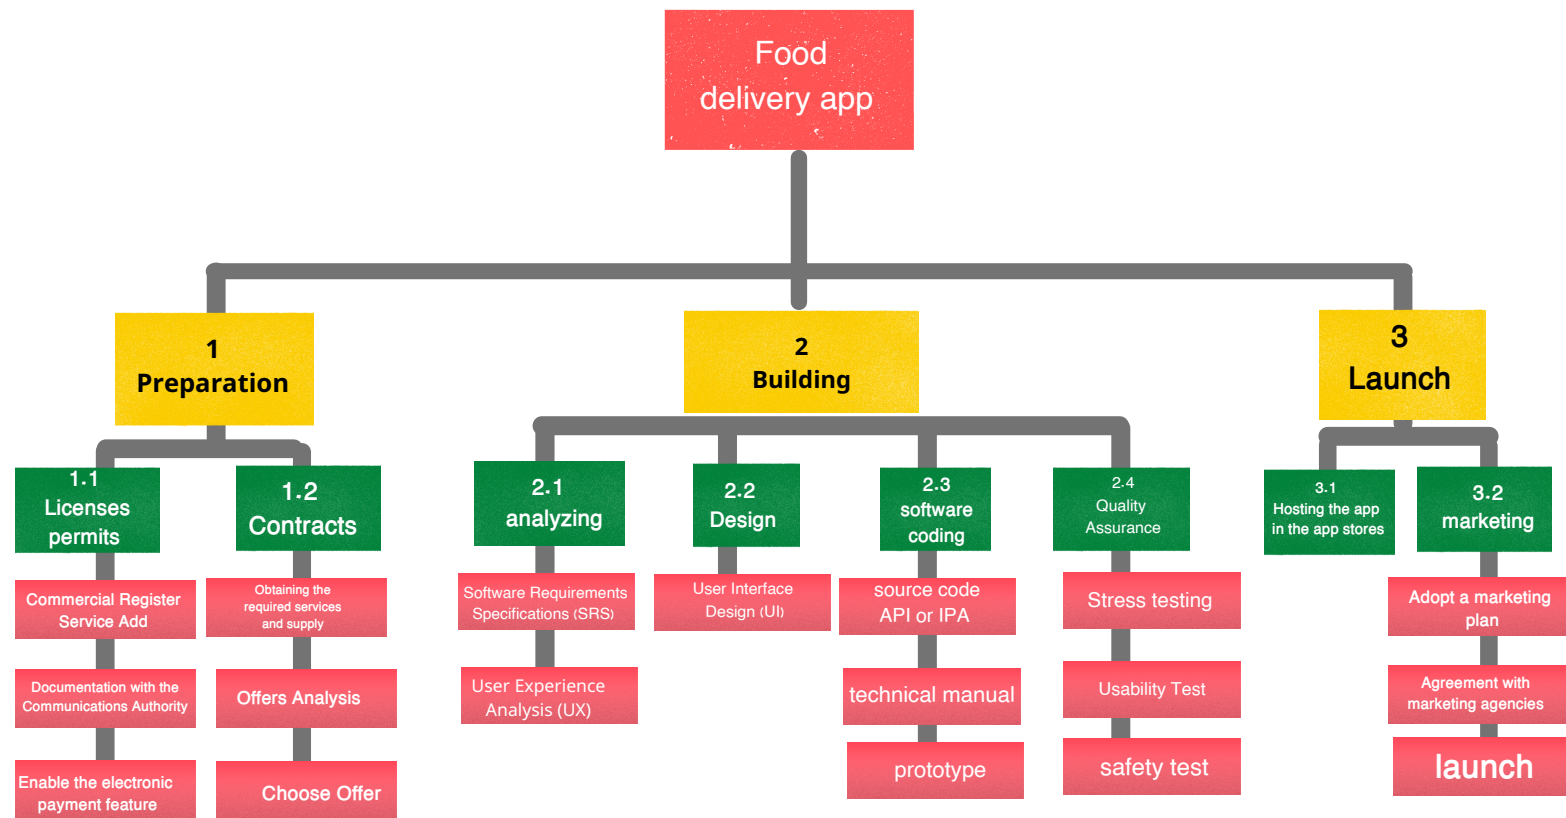 Food
delivery app
1
Preparation
2
Building
3
Launch
1.1
Licenses
permits
1.2
Contracts
2.1
analyzing
2.2
Design
2.3
software
coding
2.4
Quality
Assurance
3.1
Hosting the app
in the app stores
3.2
marketing
Commercial Register
Service Add
Documentation with the
Communications Authority
Enable the electronic
payment feature
Obtaining the
required services
and supply
Offers Analysis
Choose Offer
Software Requirements
Specifications (SRS)
User Experience
Analysis (UX)
User Interface
Design (UI)
source code
API or IPA
technical manual
prototype
Stress testing
Usability Test
safety test
Adopt a marketing
plan
Agreement with
marketing agencies
launch